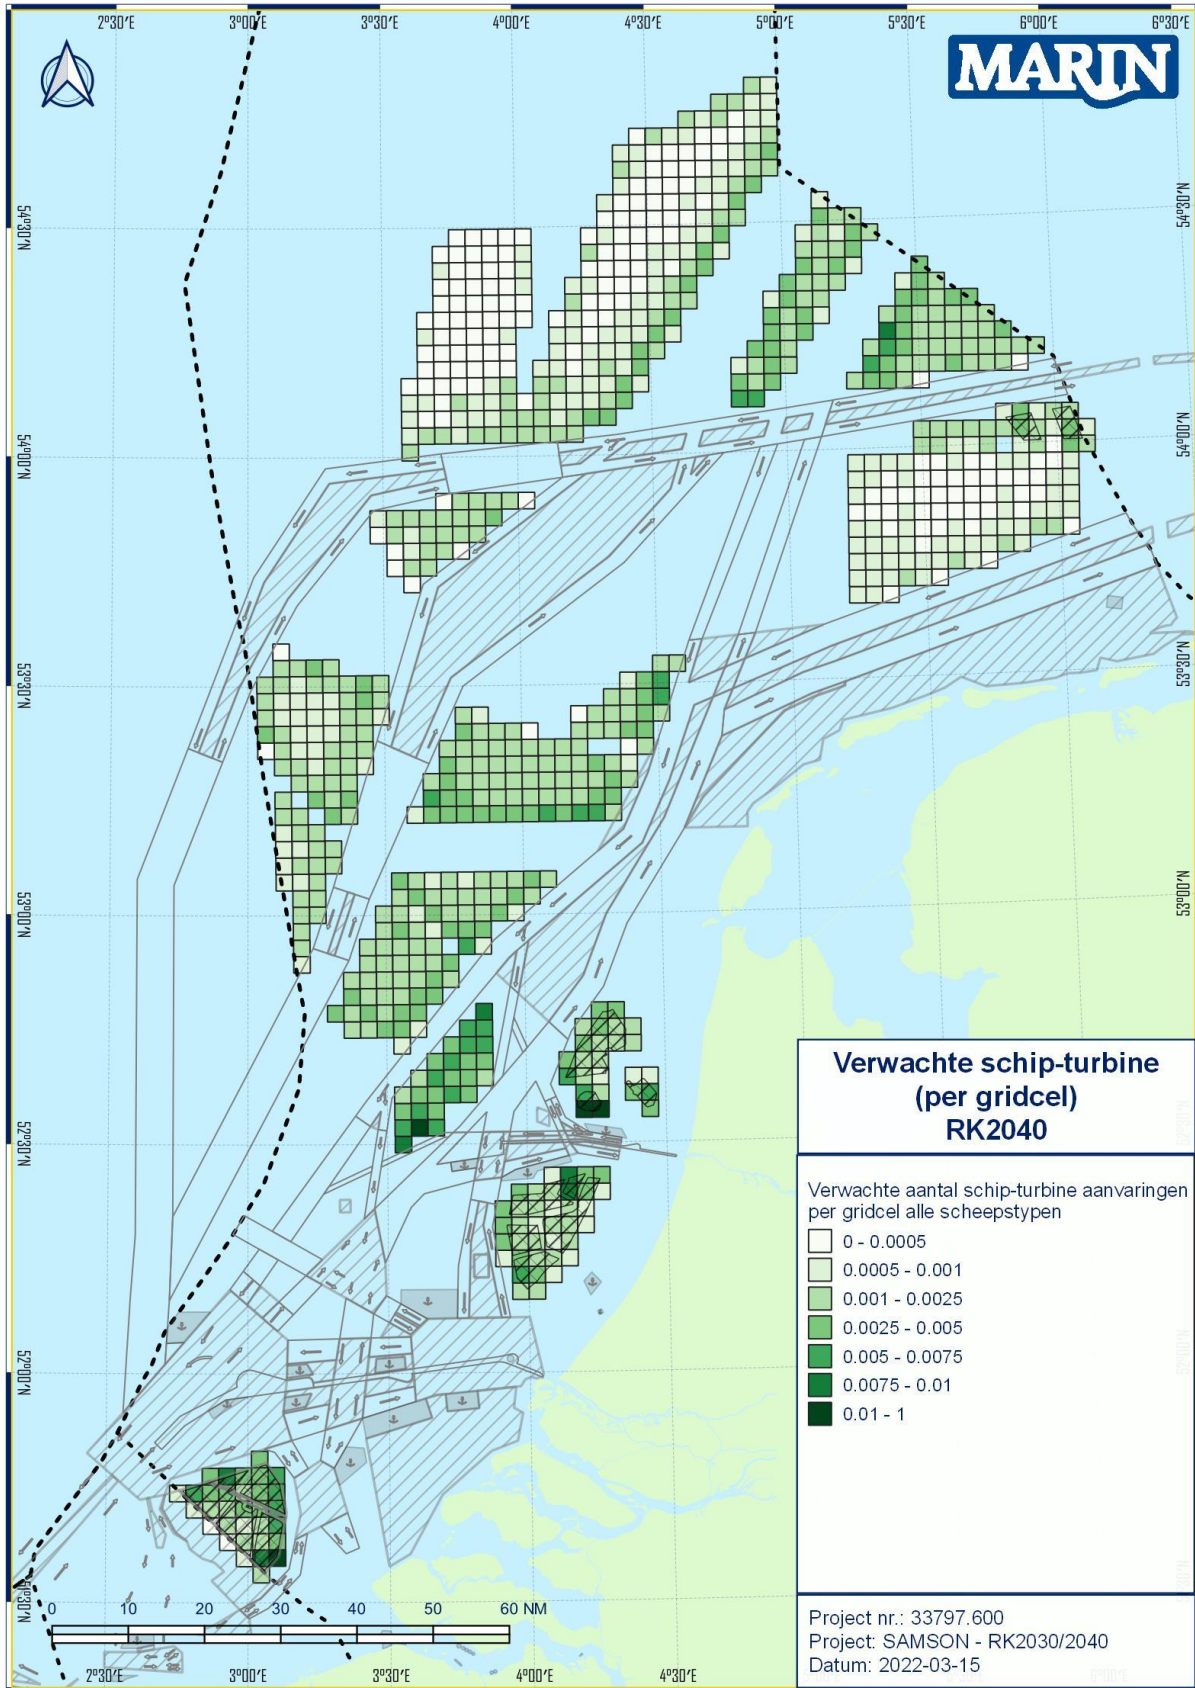 2°30'E 3°00'E 3°30'E 4°00'E 4°30'E 5°00'E 5°30'E 6°00'E 6°30'E
MARIN
54°30'N 54°30'N
54°00'N 54°00'N
53°30'N 53°30'N
53°00'N 53°00'N
52°30'N
52°00'N
51°30'N
Verwachte schip-turbine
(per gridcel)
RK2040
Verwachte aantal schip-turbine aanvaringen
per gridcel alle scheepstypen
0 - 0.0005
0.0005 - 0.001
0.001 - 0.0025
0.0025 - 0.005
0.005 - 0.0075
0.0075 - 0.01
0.01 - 1
0 10 20 30 40 50 60 NM
Project nr.: 33797.600
Project: SAMSON - RK2030/2040
Datum: 2022-03-15
2°30'E 3°00'E 3°30'E 4°00'E 4°30'E